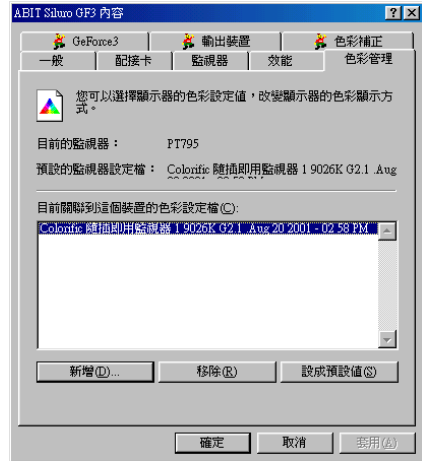 ABIT Siluro GF3 內容
GeForce3
輸出裝置
色彩補正
一般
配接卡
監視器
效能
色彩管理
您可以選擇顯示器的色彩設定值，改變顯示器的色彩顯示方
式。
目前的監視器：
PT795
預設的監視器設定檔：
Colorific 隨插即用監視器 1 9026K G2.1 .Aug
目前關聯到這個裝置的色彩設定檔(C):
Colorific 隨插即用監視器 1 9026K G2.1 .Aug 20 2001 - 02 58 PM
新增(D)...
移除(R)
設成預設值(S)
確定
取消
套用(A)